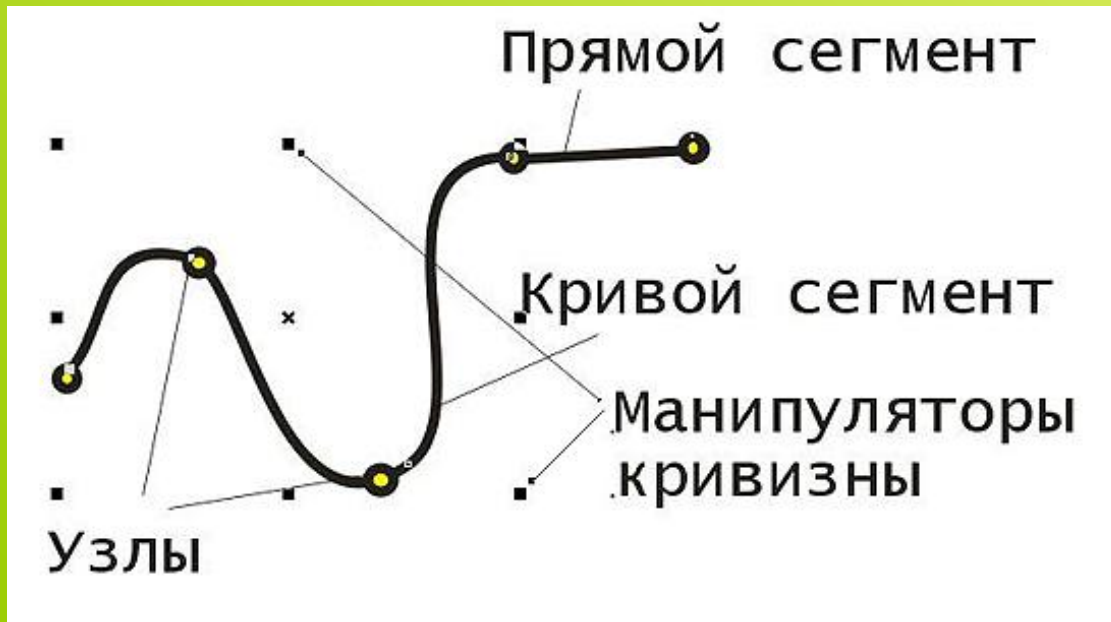 Прямой сегмент
Кривой сегмент
Манипуляторы
кривизны
Узлы